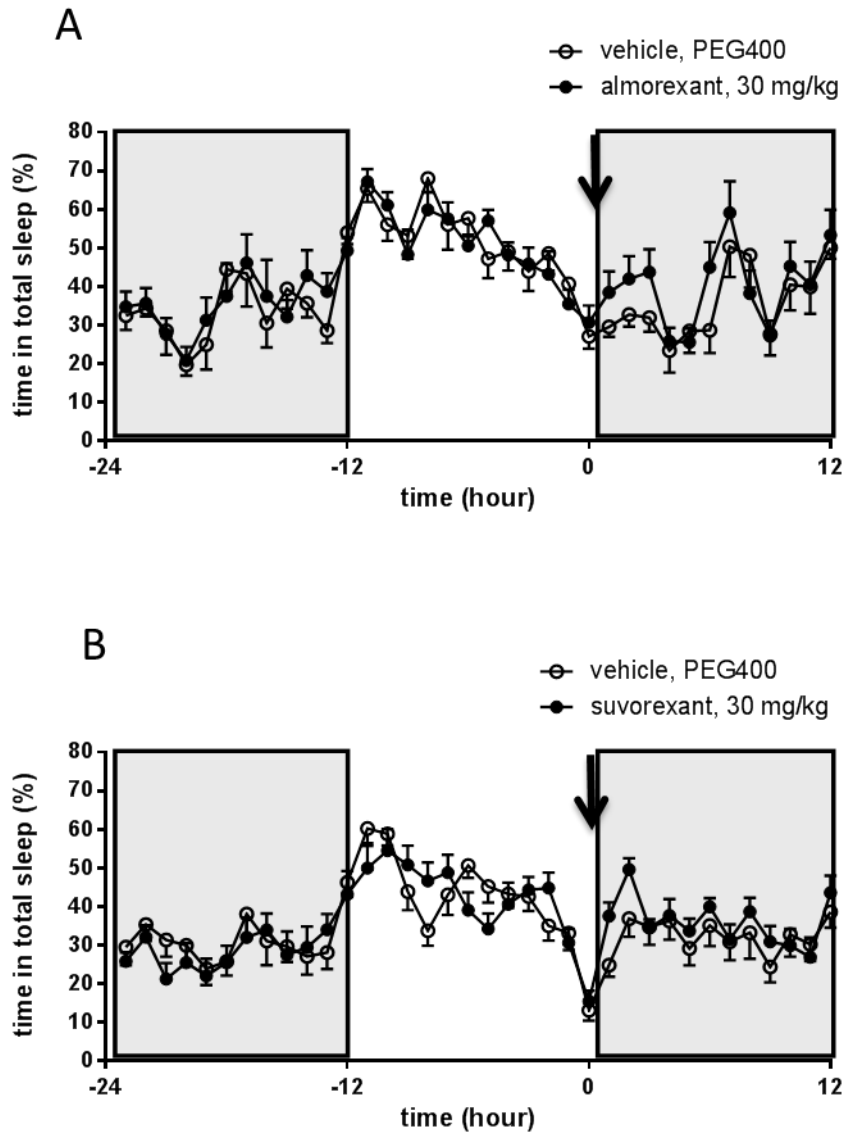 A
vehicle, PEG400
almorexant, 30 mg/kg
80
70
60
50
40
30
20
10
0
time in total sleep (%)
-24
-12
0
12
time (hour)
B
vehicle, PEG400
suvorexant, 30 mg/kg
80
70
60
50
40
30
20
10
0
time in total sleep (%)
-24
-12
0
12
time (hour)